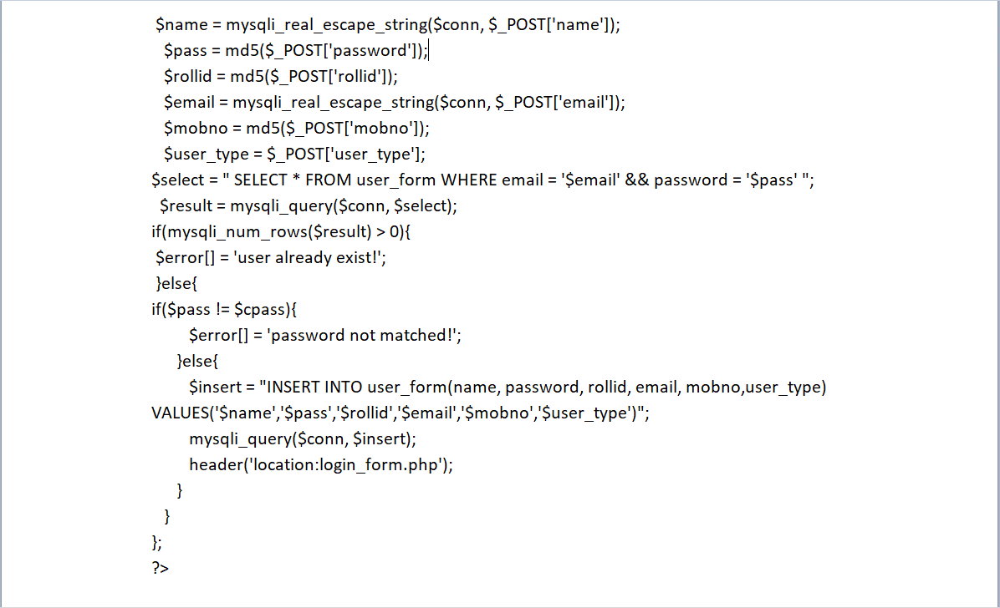 $name = mysqli_real_escape_string($conn, $_POST['name']);
$pass = md5($_POST['password']);
$rollid = md5($_POST['rollid']);
$email = mysqli_real_escape_string($conn, $_POST['email']);
$mobno = md5($_POST['mobno']);
$user_type = $_POST['user_type'];
$select = " SELECT * FROM user_form WHERE email = '$email' && password = '$pass' ";
$result = mysqli_query($conn, $select);
if(mysqli_num_rows($result) > 0){
$error[] = 'user already exist!';
}else{
if($pass != $cpass){
$error[] = 'password not matched!';
}else{
$insert = "INSERT INTO user_form(name, password, rollid, email, mobno,user_type)
VALUES('$name','$pass','$rollid','$email','$mobno','$user_type')";
mysqli_query($conn, $insert);
header('location:login_form.php');
}
}
};
?>